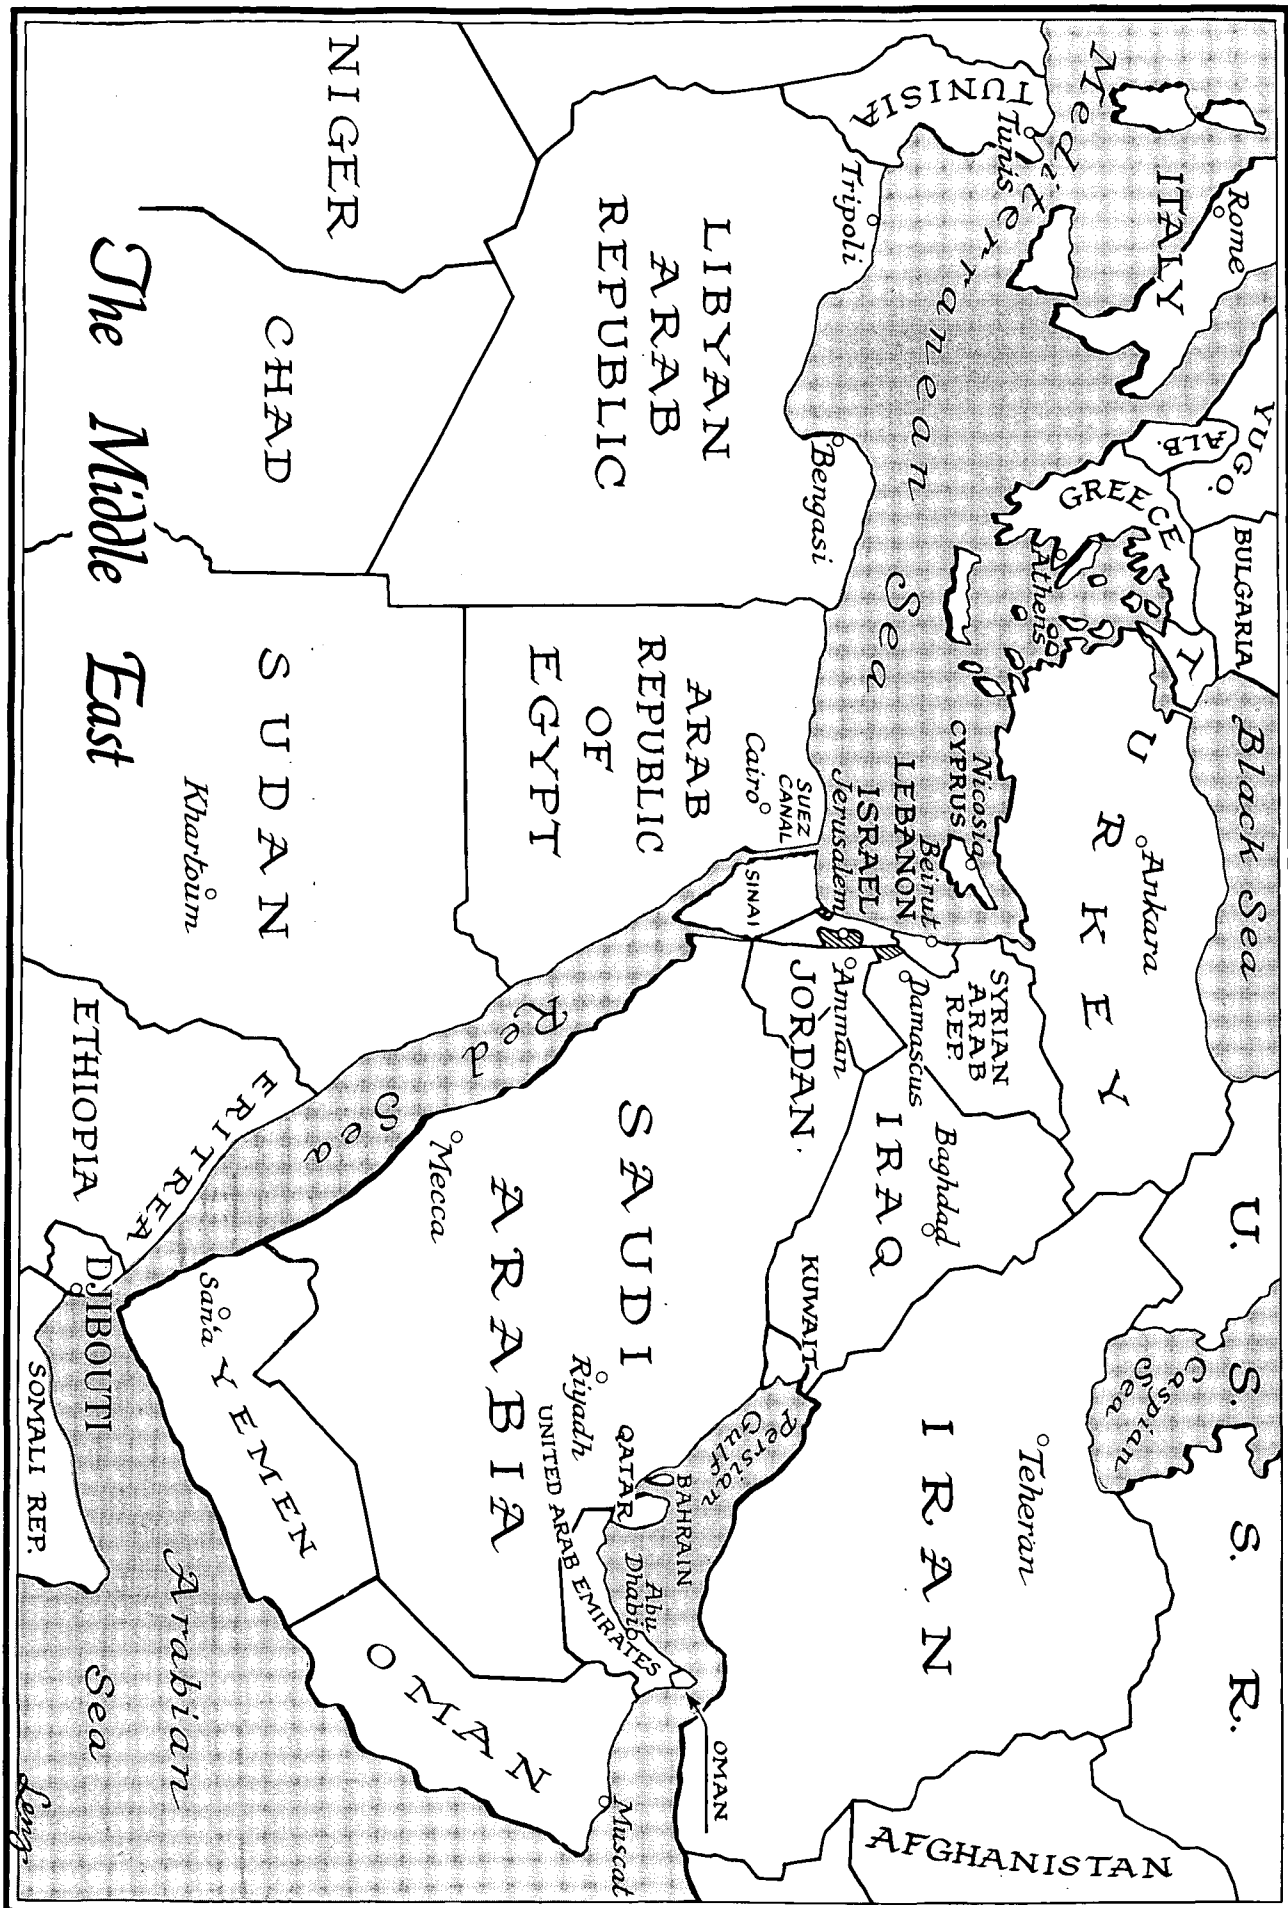 Mediterranean
Sea
ITALY
Rome
YUGO.
ALB.
GREECE
Athens
BULGARIA
Black Sea
T
U
R
K
E
Y
Ankara
U. S. S. R.
Caspian
Sea
TUNISIA
Tunis
Tripoli
Bengasi
LIBYAN
ARAB
REPUBLIC
Nicosia
CYPRUS
Beirut
LEBANON
ISRAEL
Jerusalem
SUEZ
CANAL
Cairo
SINAI
ARAB
REPUBLIC
OF
EGYPT
SYRIAN
ARAB
REP.
Damascus
Amman
JORDAN
Baghdad
IRAQ
KUWAIT
Teheran
IRAN
AFGHANISTAN
Persian
Gulf
BAHRAIN
QATAR
Abu
Dhabi
UNITED ARAB EMIRATES
OMAN
Muscat
OMAN
SAUDI
ARABIA
Riyadh
Mecca
Red Sea
NIGER
CHAD
SUDAN
Khartoum
ETHIOPIA
ERITREA
DJIBOUTI
SOMALI REP.
San'a
YEMEN
Arabian
Sea
The Middle East
Leng